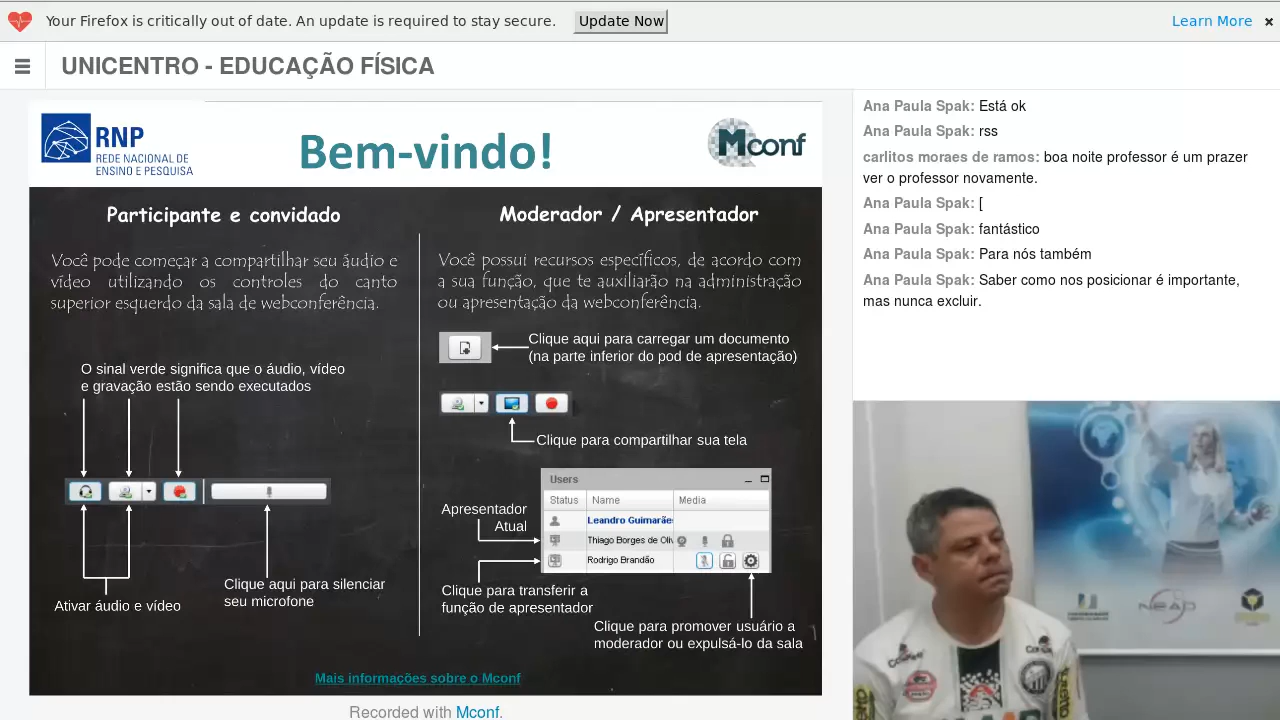 Your Firefox is critically out of date. An update is required to stay secure.
Update Now
Learn More
UNICENTRO - EDUCAÇÃO FÍSICA
RNP
REDE NACIONAL DE
ENSINO E PESQUISA
Bem-vindo!
Mconf
Participante e convidado
Você pode começar a compartilhar seu áudio e
vídeo utilizando os controles do canto
superior esquerdo da sala de webconferência.
O sinal verde significa que o áudio, vídeo
e gravação estão sendo executados
Ativar áudio e vídeo
Clique aqui para silenciar
seu microfone
Moderador / Apresentador
Você possui recursos específicos, de acordo com
a sua função, que te auxiliarão na administração
ou apresentação da webconferência.
Clique aqui para carregar um documento
(na parte inferior do pod de apresentação)
Clique para compartilhar sua tela
Users
Status Name Media
Leandro Guimarães
Thiago Borges de Oliv
Rodrigo Brandão
Apresentador
Atual
Clique para transferir a
função de apresentador
Clique para promover usuário a
moderador ou expulsá-lo da sala
Mais informações sobre o Mconf
Recorded with Mconf.
Ana Paula Spak: Está ok
Ana Paula Spak: rss
carlitos moraes de ramos: boa noite professor é um prazer
ver o professor novamente.
Ana Paula Spak: [
Ana Paula Spak: fantástico
Ana Paula Spak: Para nós também
Ana Paula Spak: Saber como nos posicionar é importante,
mas nunca excluir.
NEAD